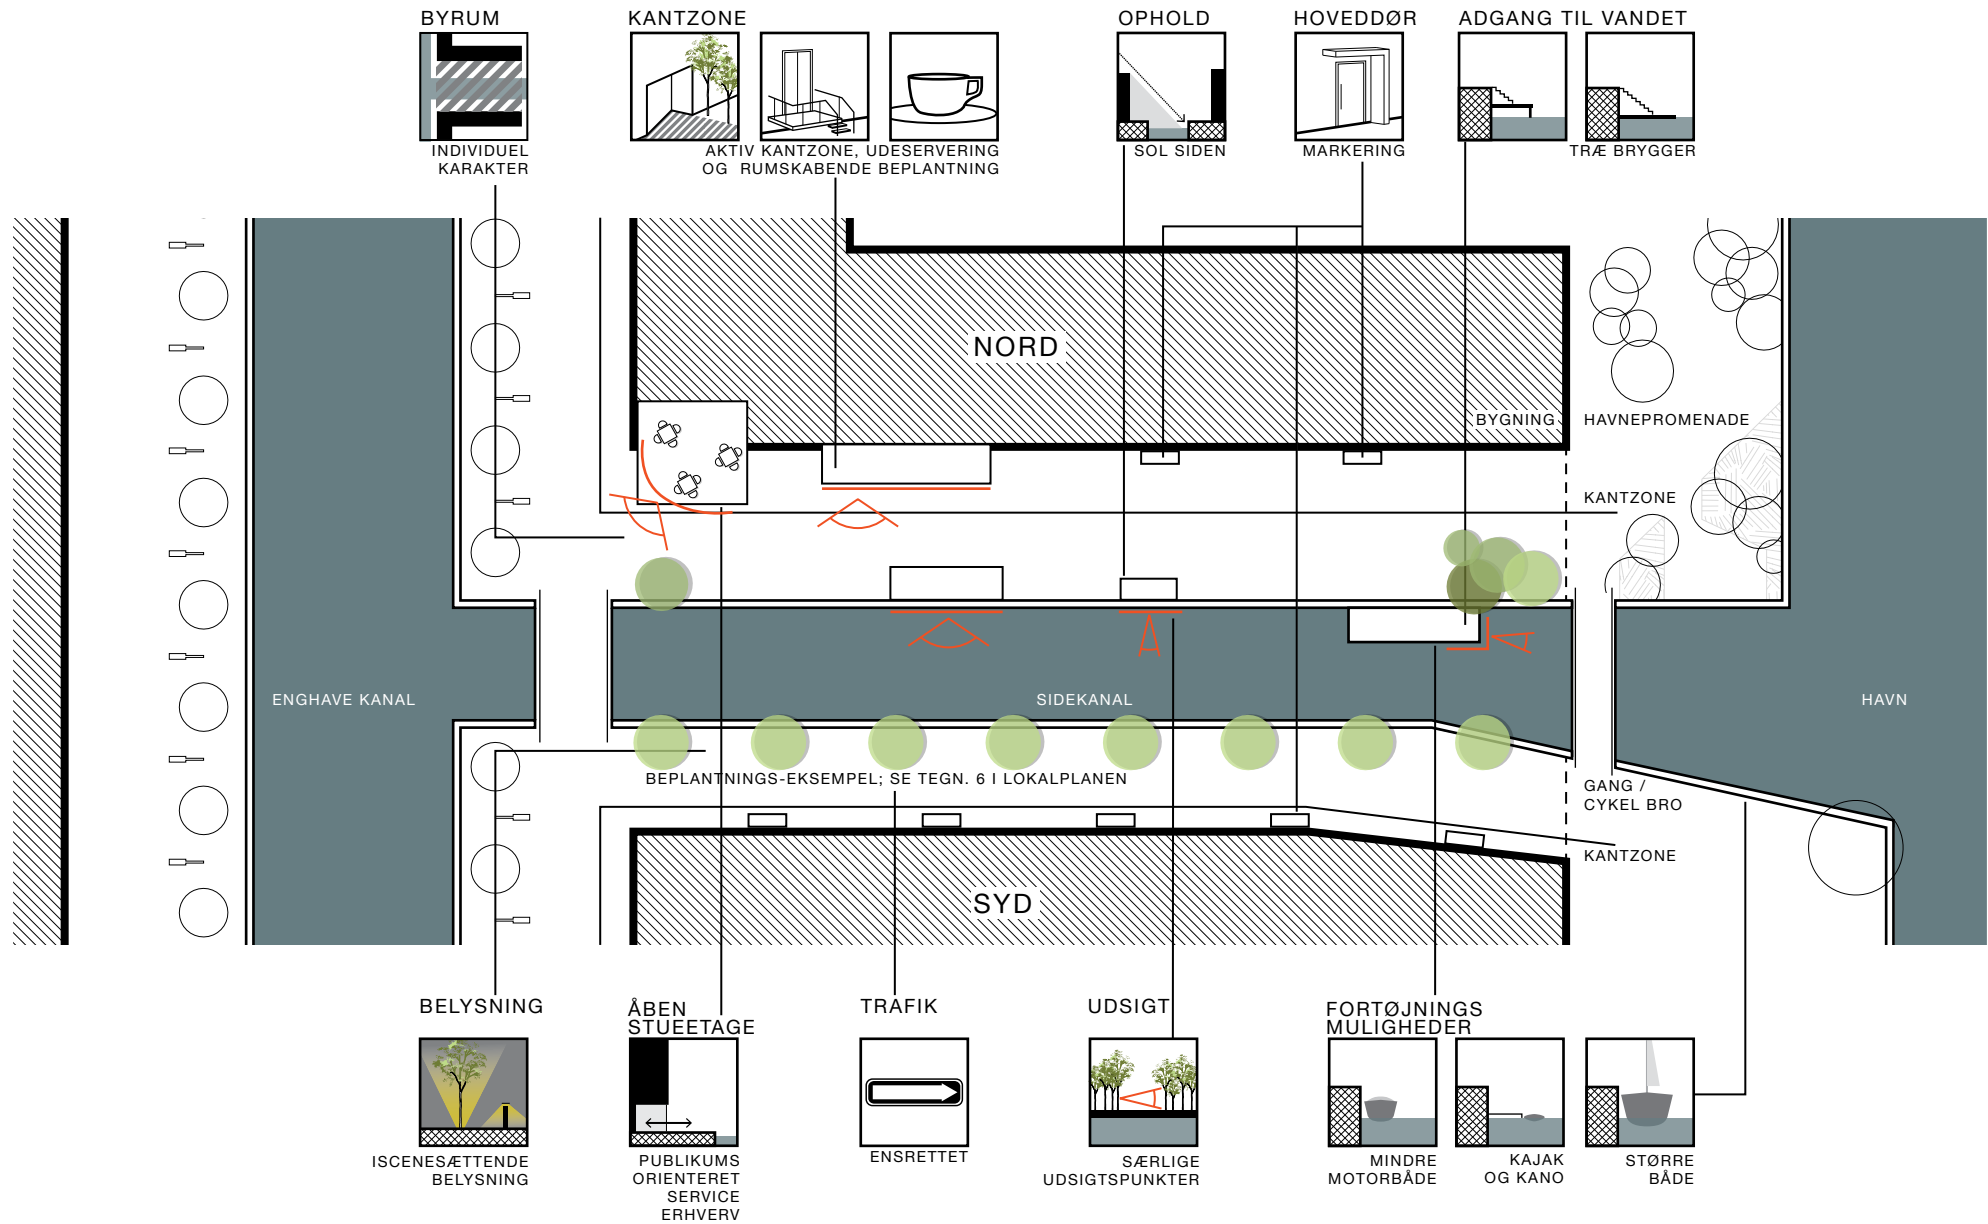 BYRUM
INDIVIDUEL
KARAKTER
KANTZONE
AKTIV KANTZONE, UDESERVERING
OG RUMSKABENDE BEPLANTNING
OPHOLD
SOL SIDEN
HOVEDDØR
MARKERING
ADGANG TIL VANDET
TRÆ BRYGGER
NORD
BYGNING
HAVNEPROMENADE
KANTZONE
ENGHAVE KANAL
SIDEKANAL
HAVN
BEPLANTNINGS-EKSEMPEL; SE TEGN. 6 I LOKALPLANEN
GANG /
CYKEL BRO
KANTZONE
SYD
BELYSNING
ISCENESÆTTENDE
BELYSNING
ÅBEN
STUEETAGE
PUBLIKUMS
ORIENTERET
SERVICE
ERHVERV
TRAFIK
ENSRETTET
UDSIGT
SÆRLIGE
UDSIGTSPUNKTER
FORTØJNINGS
MULIGHEDER
MINDRE
MOTORBÅDE
KAJAK
OG KANO
STØRRE
BÅDE